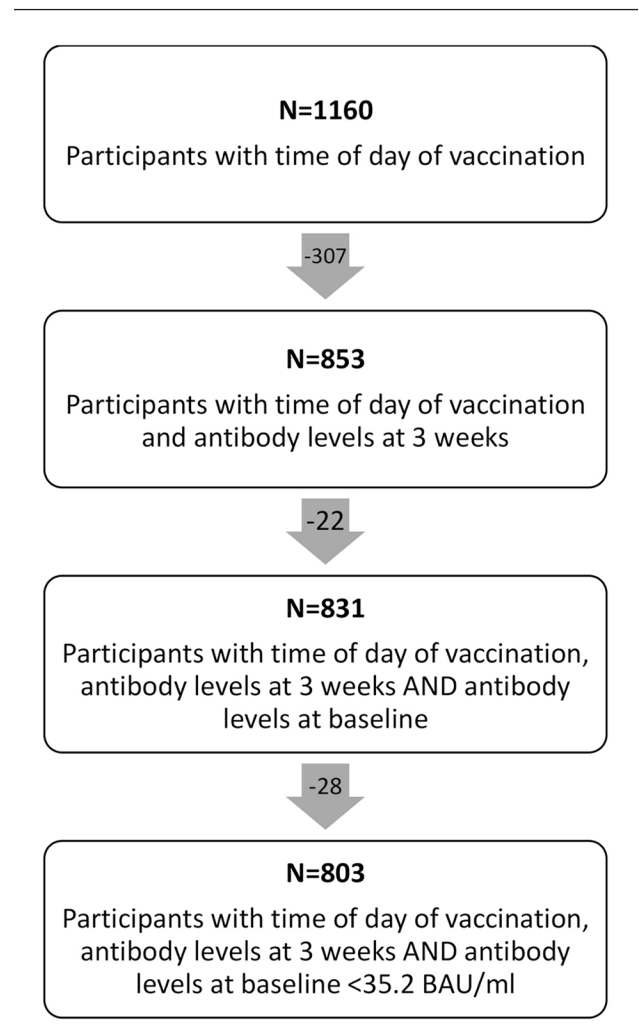 N=1160
Participants with time of day of vaccination
-307
N=853
Participants with time of day of vaccination
and antibody levels at 3 weeks
-22
N=831
Participants with time of day of vaccination,
antibody levels at 3 weeks AND antibody
levels at baseline
-28
N=803
Participants with time of day of vaccination,
antibody levels at 3 weeks AND antibody
levels at baseline <35.2 BAU/ml